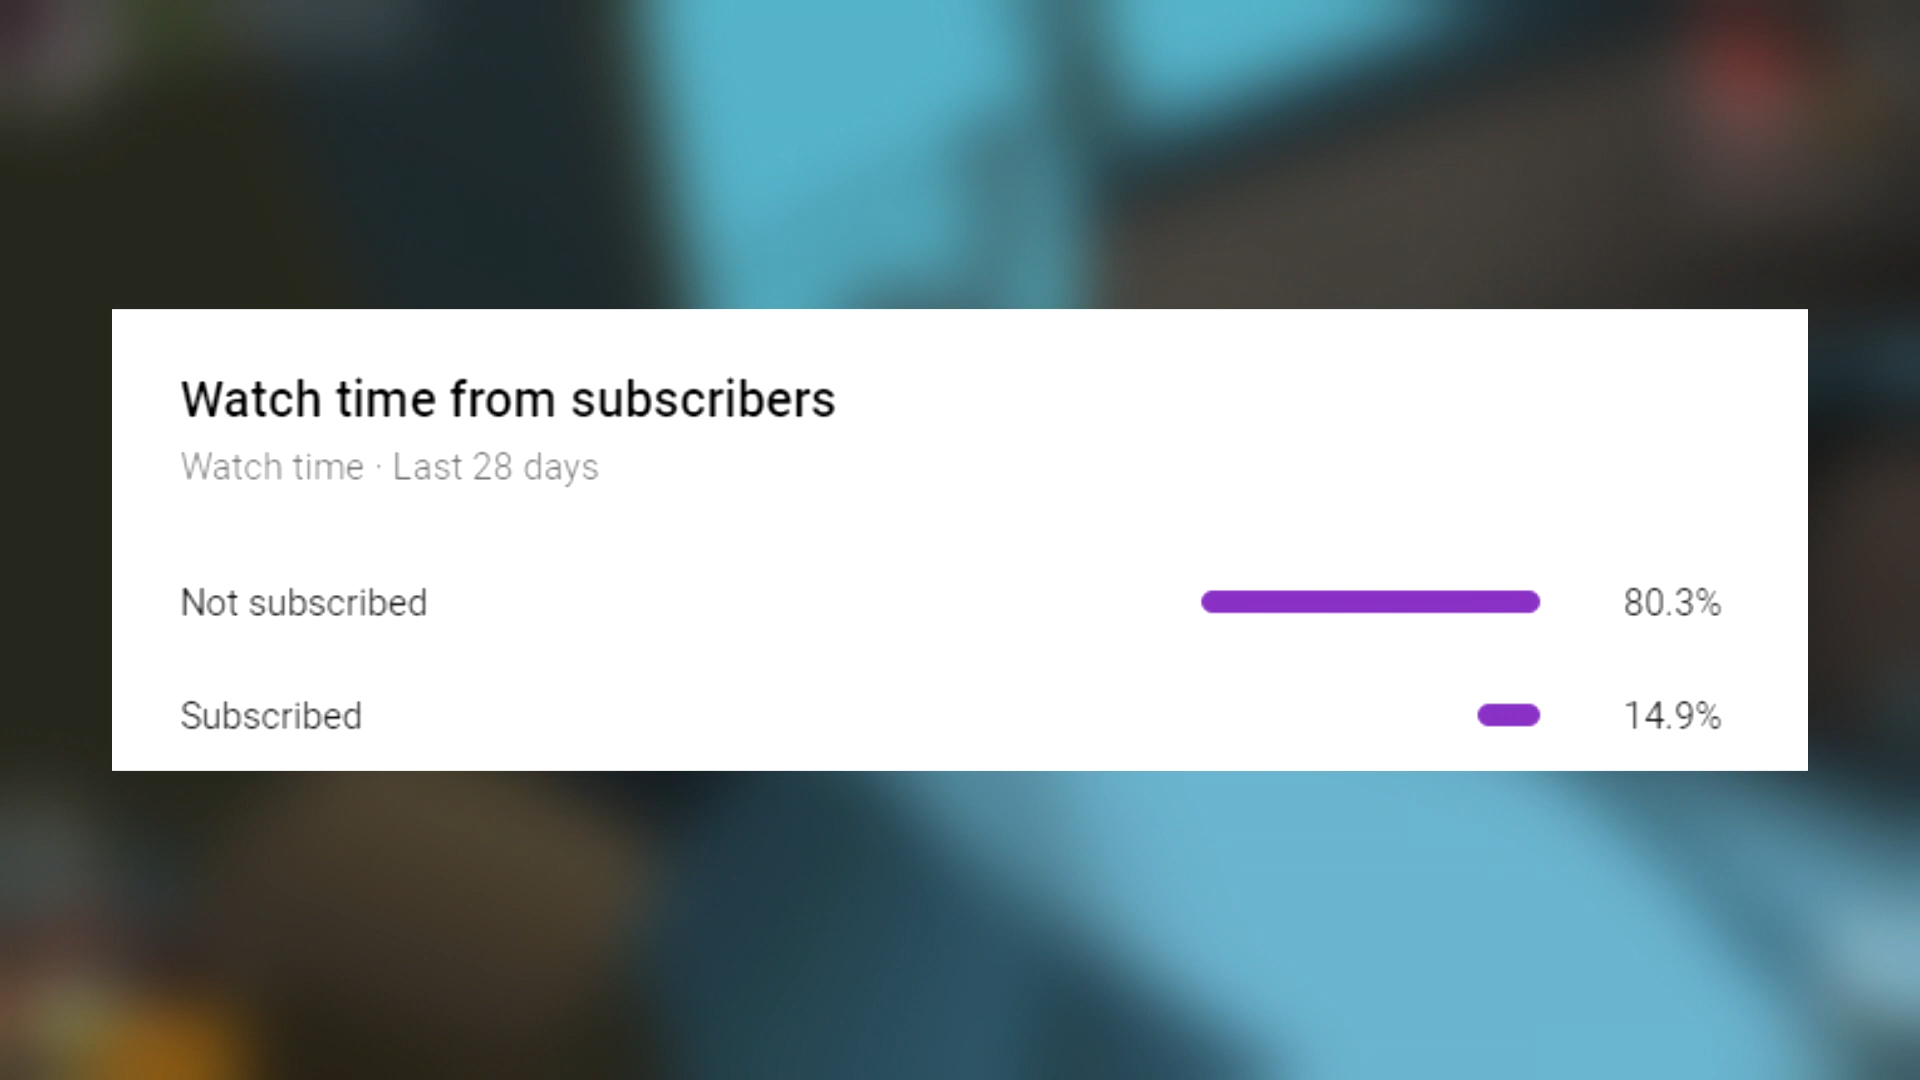 Watch time from subscribers
Watch time · Last 28 days
Not subscribed 80.3%
Subscribed 14.9%